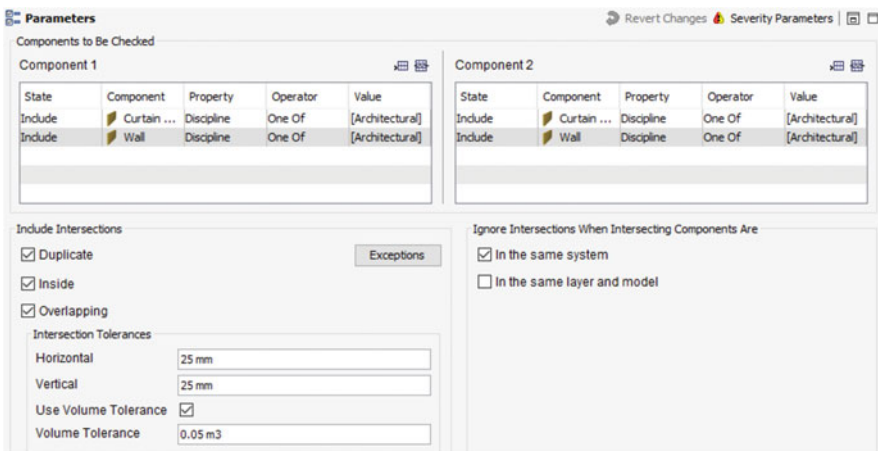 Parameters
Revert Changes Severity Parameters
Components to Be Checked
Component 1
State Component Property Operator Value
Include Curtain ... Discipline One Of [Architectural]
Include Wall Discipline One Of [Architectural]
Component 2
State Component Property Operator Value
Include Curtain ... Discipline One Of [Architectural]
Include Wall Discipline One Of [Architectural]
Include Intersections
Duplicate Exceptions
Inside
Overlapping
Intersection Tolerances
Horizontal 25 mm
Vertical 25 mm
Use Volume Tolerance
Volume Tolerance 0.05 m3
Ignore Intersections When Intersecting Components Are
In the same system
In the same layer and model